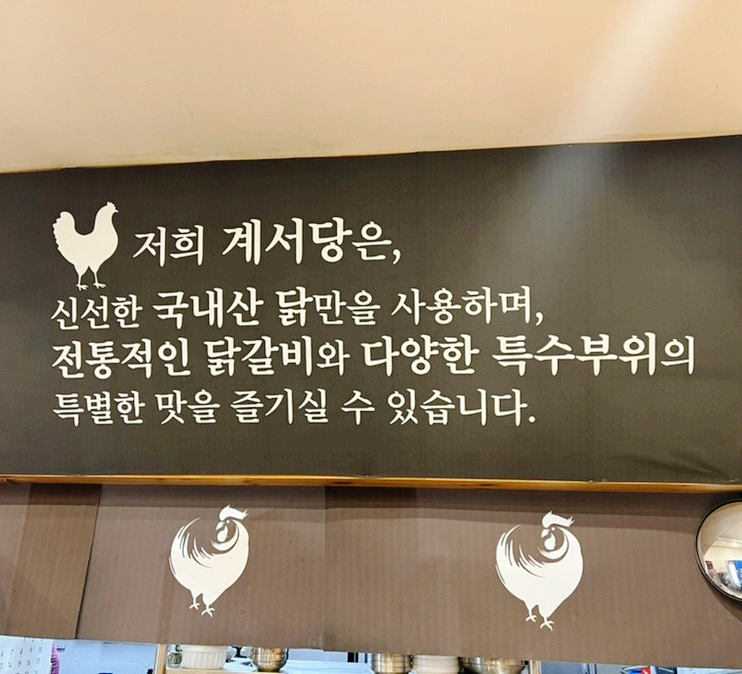 저희 계서당은,
신선한 국내산 닭만을 사용하며,
전통적인 닭갈비와 다양한 특수부위의
특별한 맛을 즐기실 수 있습니다.